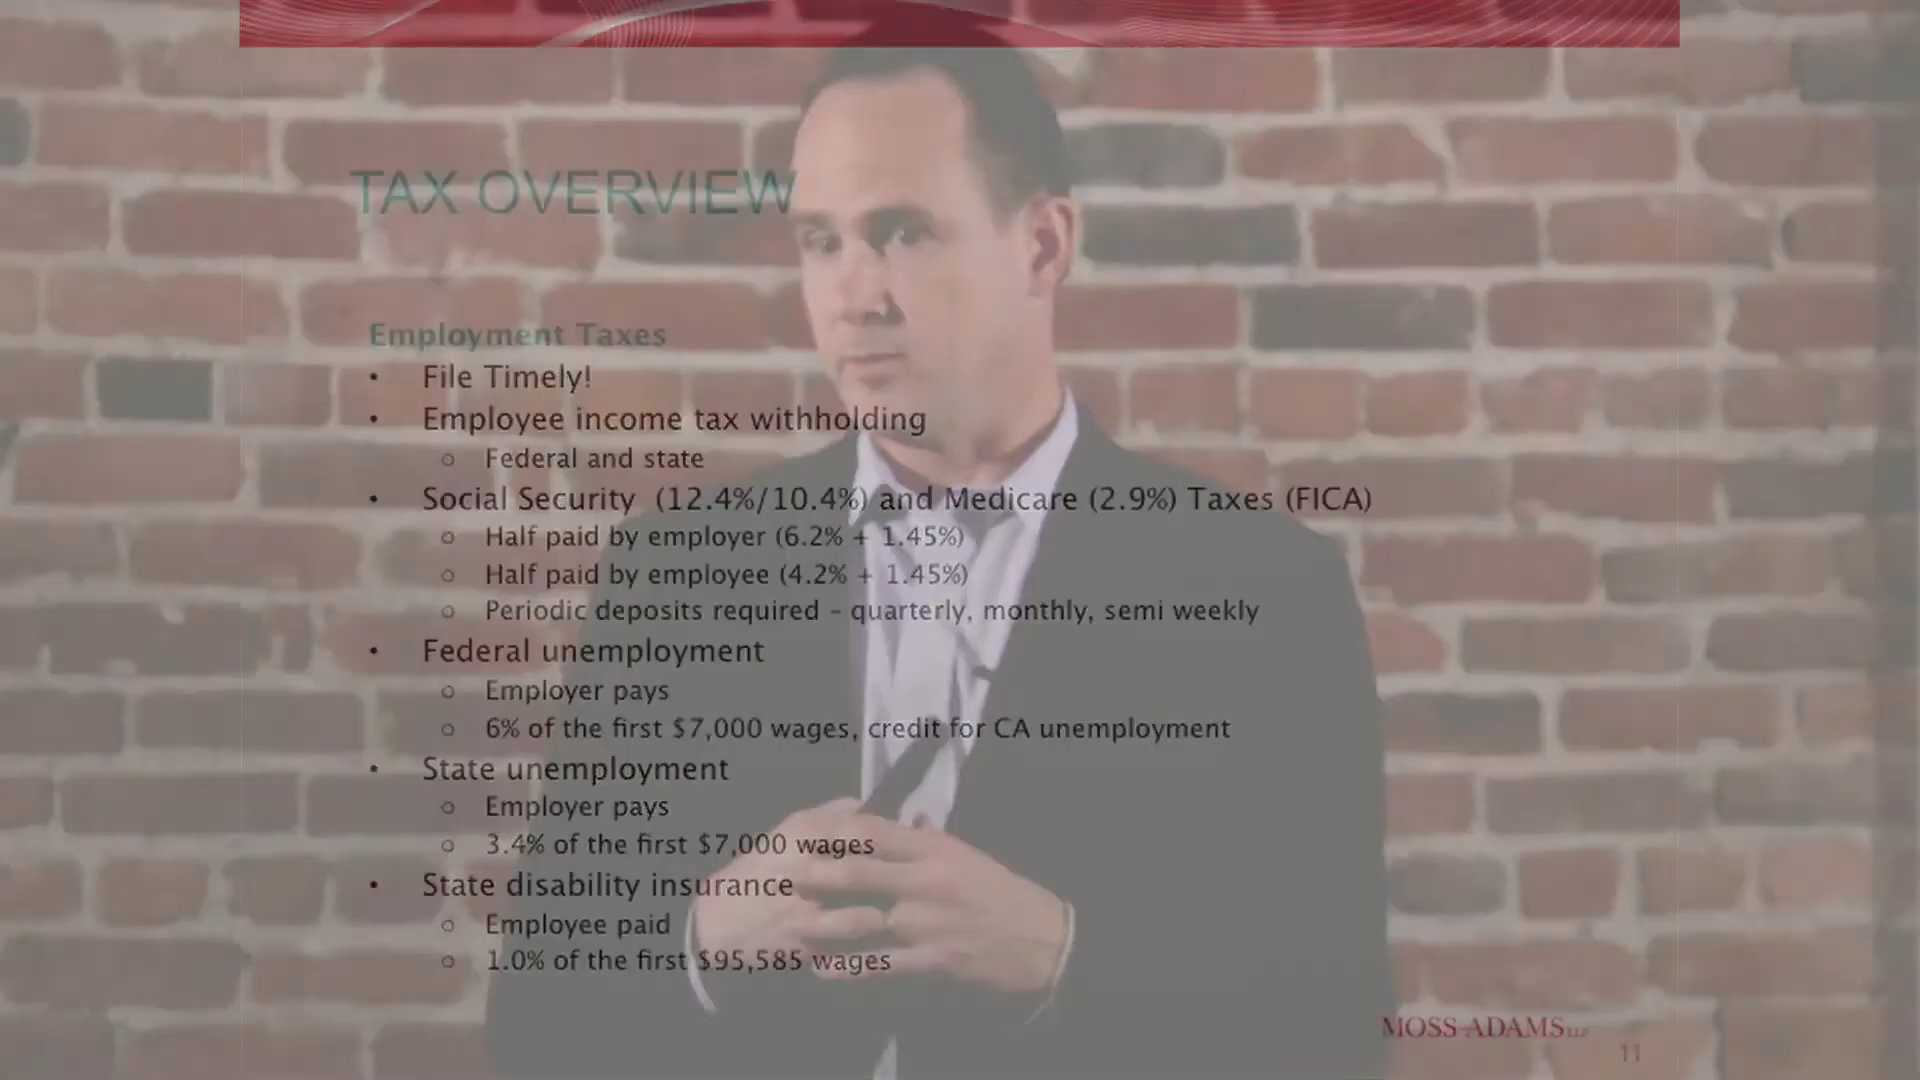 TAX OVERVIEW
Employment Taxes
• File Timely!
• Employee income tax withholding
○ Federal and state
• Social Security (12.4%/10.4%) and Medicare (2.9%) Taxes (FICA)
○ Half paid by employer (6.2% + 1.45%)
○ Half paid by employee (4.2% + 1.45%)
○ Periodic deposits required – quarterly, monthly, semi weekly
• Federal unemployment
○ Employer pays
○ 6% of the first $7,000 wages, credit for CA unemployment
• State unemployment
○ Employer pays
○ 3.4% of the first $7,000 wages
• State disability insurance
○ Employee paid
○ 1.0% of the first $95,585 wages
MOSS-ADAMS LLP
11